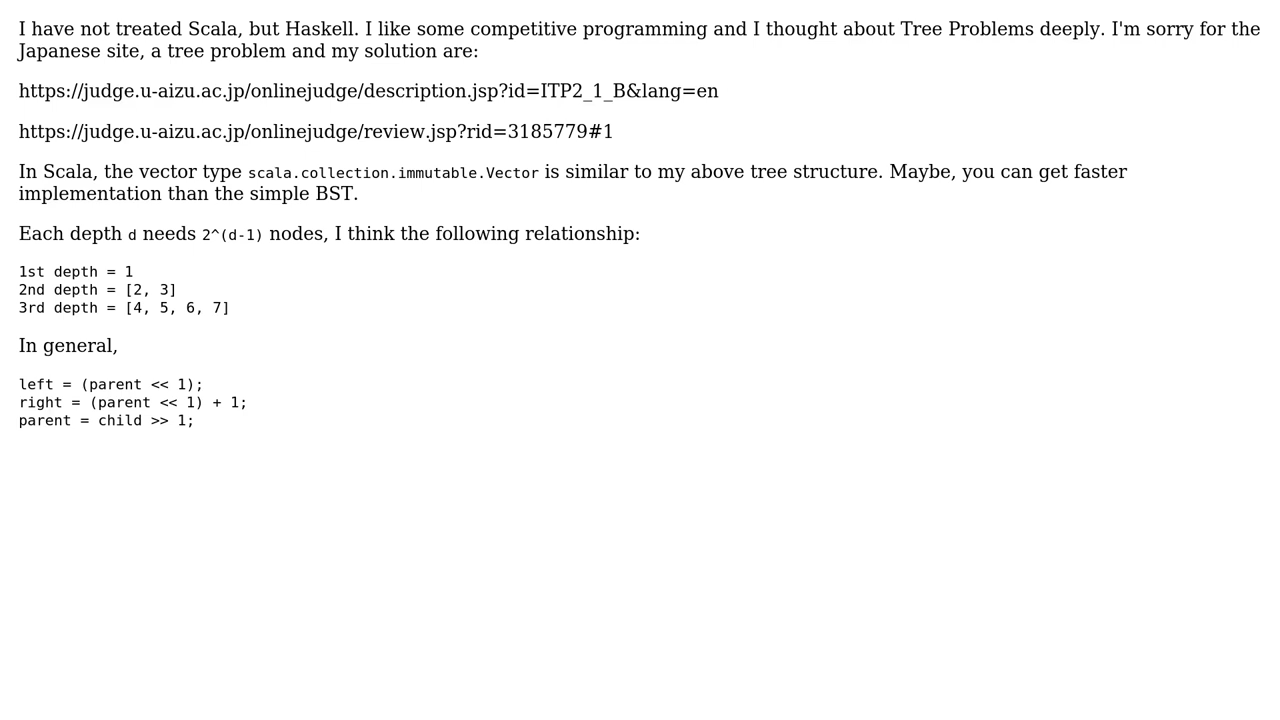 I have not treated Scala, but Haskell. I like some competitive programming and I thought about Tree Problems deeply. I'm sorry for the
Japanese site, a tree problem and my solution are:
https://judge.u-aizu.ac.jp/onlinejudge/description.jsp?id=ITP2_1_B&lang=en
https://judge.u-aizu.ac.jp/onlinejudge/review.jsp?rid=3185779#1
In Scala, the vector type scala.collection.immutable.Vector is similar to my above tree structure. Maybe, you can get faster
implementation than the simple BST.
Each depth d needs 2^(d-1) nodes, I think the following relationship:
1st depth = 1
2nd depth = [2, 3]
3rd depth = [4, 5, 6, 7]
In general,
left = (parent << 1);
right = (parent << 1) + 1;
parent = child >> 1;